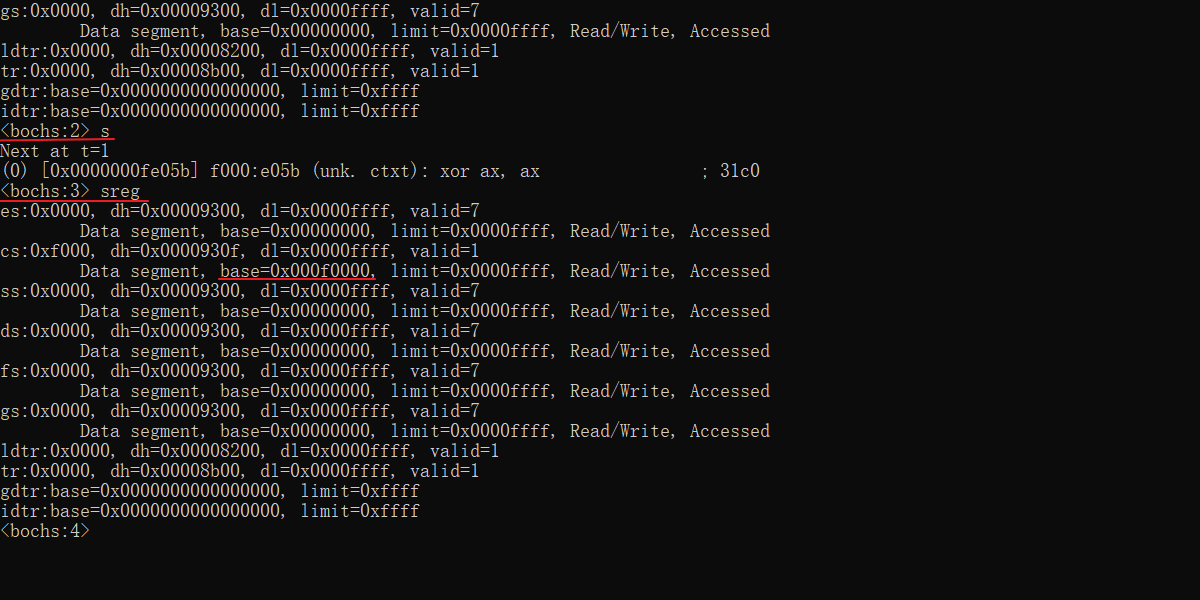 gs:0x0000, dh=0x00009300, dl=0x0000ffff, valid=7
        Data segment, base=0x00000000, limit=0x0000ffff, Read/Write, Accessed
ldtr:0x0000, dh=0x00008200, dl=0x0000ffff, valid=1
tr:0x0000, dh=0x00008b00, dl=0x0000ffff, valid=1
gdtr:base=0x0000000000000000, limit=0xffff
idtr:base=0x0000000000000000, limit=0xffff
<bochs:2> s
Next at t=1
(0) [0x0000000fe05b] f000:e05b (unk. ctxt): xor ax, ax                ; 31c0
<bochs:3> sreg
es:0x0000, dh=0x00009300, dl=0x0000ffff, valid=7
        Data segment, base=0x00000000, limit=0x0000ffff, Read/Write, Accessed
cs:0xf000, dh=0x0000930f, dl=0x0000ffff, valid=1
        Data segment, base=0x000f0000, limit=0x0000ffff, Read/Write, Accessed
ss:0x0000, dh=0x00009300, dl=0x0000ffff, valid=7
        Data segment, base=0x00000000, limit=0x0000ffff, Read/Write, Accessed
ds:0x0000, dh=0x00009300, dl=0x0000ffff, valid=7
        Data segment, base=0x00000000, limit=0x0000ffff, Read/Write, Accessed
fs:0x0000, dh=0x00009300, dl=0x0000ffff, valid=7
        Data segment, base=0x00000000, limit=0x0000ffff, Read/Write, Accessed
gs:0x0000, dh=0x00009300, dl=0x0000ffff, valid=7
        Data segment, base=0x00000000, limit=0x0000ffff, Read/Write, Accessed
ldtr:0x0000, dh=0x00008200, dl=0x0000ffff, valid=1
tr:0x0000, dh=0x00008b00, dl=0x0000ffff, valid=1
gdtr:base=0x0000000000000000, limit=0xffff
idtr:base=0x0000000000000000, limit=0xffff
<bochs:4>